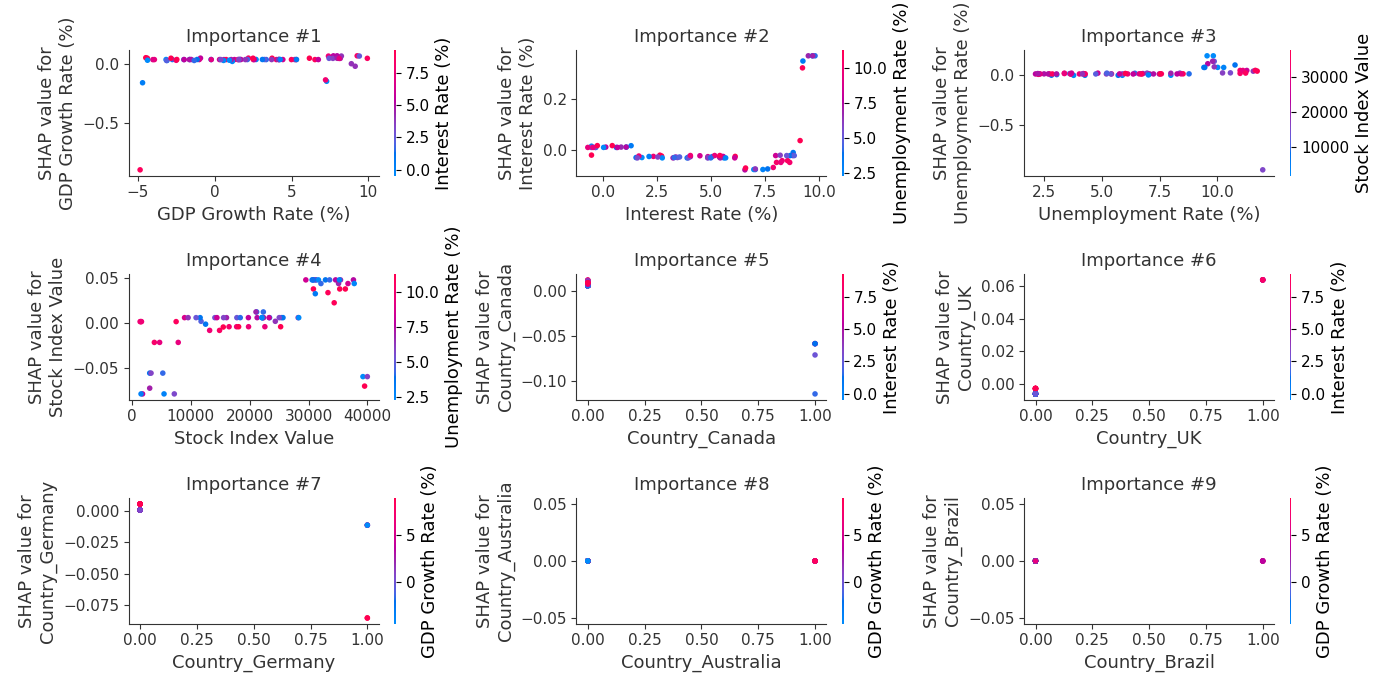 Importance #1
SHAP value for
GDP Growth Rate (%)
0.0
−0.5
−5
0
5
10
GDP Growth Rate (%)
7.5
5.0
2.5
0.0
Interest Rate (%)
Importance #2
SHAP value for
Interest Rate (%)
0.2
0.0
0.0
2.5
5.0
7.5
10.0
Interest Rate (%)
10.0
7.5
5.0
2.5
Unemployment Rate (%)
Importance #3
SHAP value for
Unemployment Rate (%)
0.0
−0.5
2.5
5.0
7.5
10.0
Unemployment Rate (%)
30000
20000
10000
Stock Index Value
Importance #4
SHAP value for
Stock Index Value
0.05
0.00
−0.05
0
10000
20000
30000
40000
Stock Index Value
10.0
7.5
5.0
2.5
Unemployment Rate (%)
Importance #5
SHAP value for
Country_Canada
0.00
−0.05
−0.10
0.00
0.25
0.50
0.75
1.00
Country_Canada
7.5
5.0
2.5
0.0
Interest Rate (%)
Importance #6
SHAP value for
Country_UK
0.06
0.04
0.02
0.00
0.00
0.25
0.50
0.75
1.00
Country_UK
7.5
5.0
2.5
0.0
Interest Rate (%)
Importance #7
SHAP value for
Country_Germany
0.000
−0.025
−0.050
−0.075
0.00
0.25
0.50
0.75
1.00
Country_Germany
5
0
GDP Growth Rate (%)
Importance #8
SHAP value for
Country_Australia
0.05
0.00
−0.05
0.00
0.25
0.50
0.75
1.00
Country_Australia
5
0
GDP Growth Rate (%)
Importance #9
SHAP value for
Country_Brazil
0.05
0.00
−0.05
0.00
0.25
0.50
0.75
1.00
Country_Brazil
5
0
GDP Growth Rate (%)